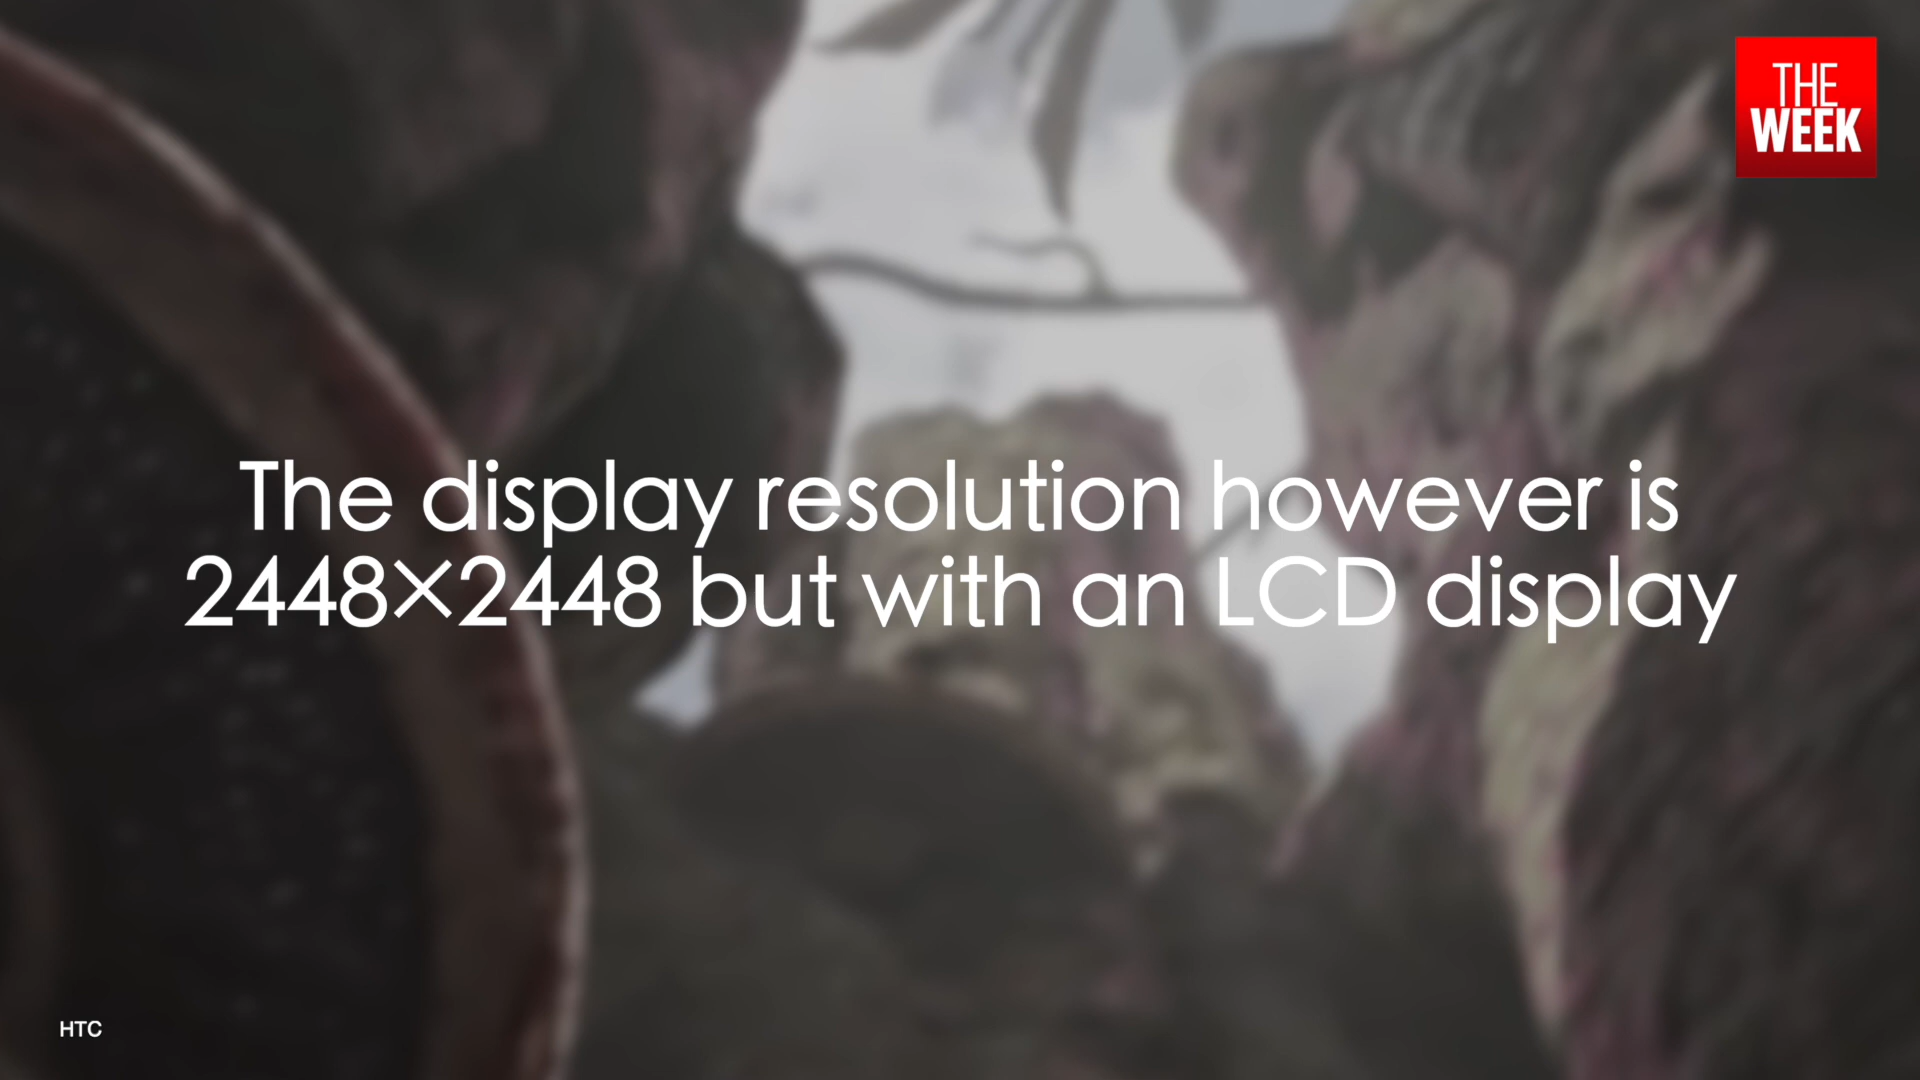 THE
WEEK
The display resolution however is
2448×2448 but with an LCD display
HTC